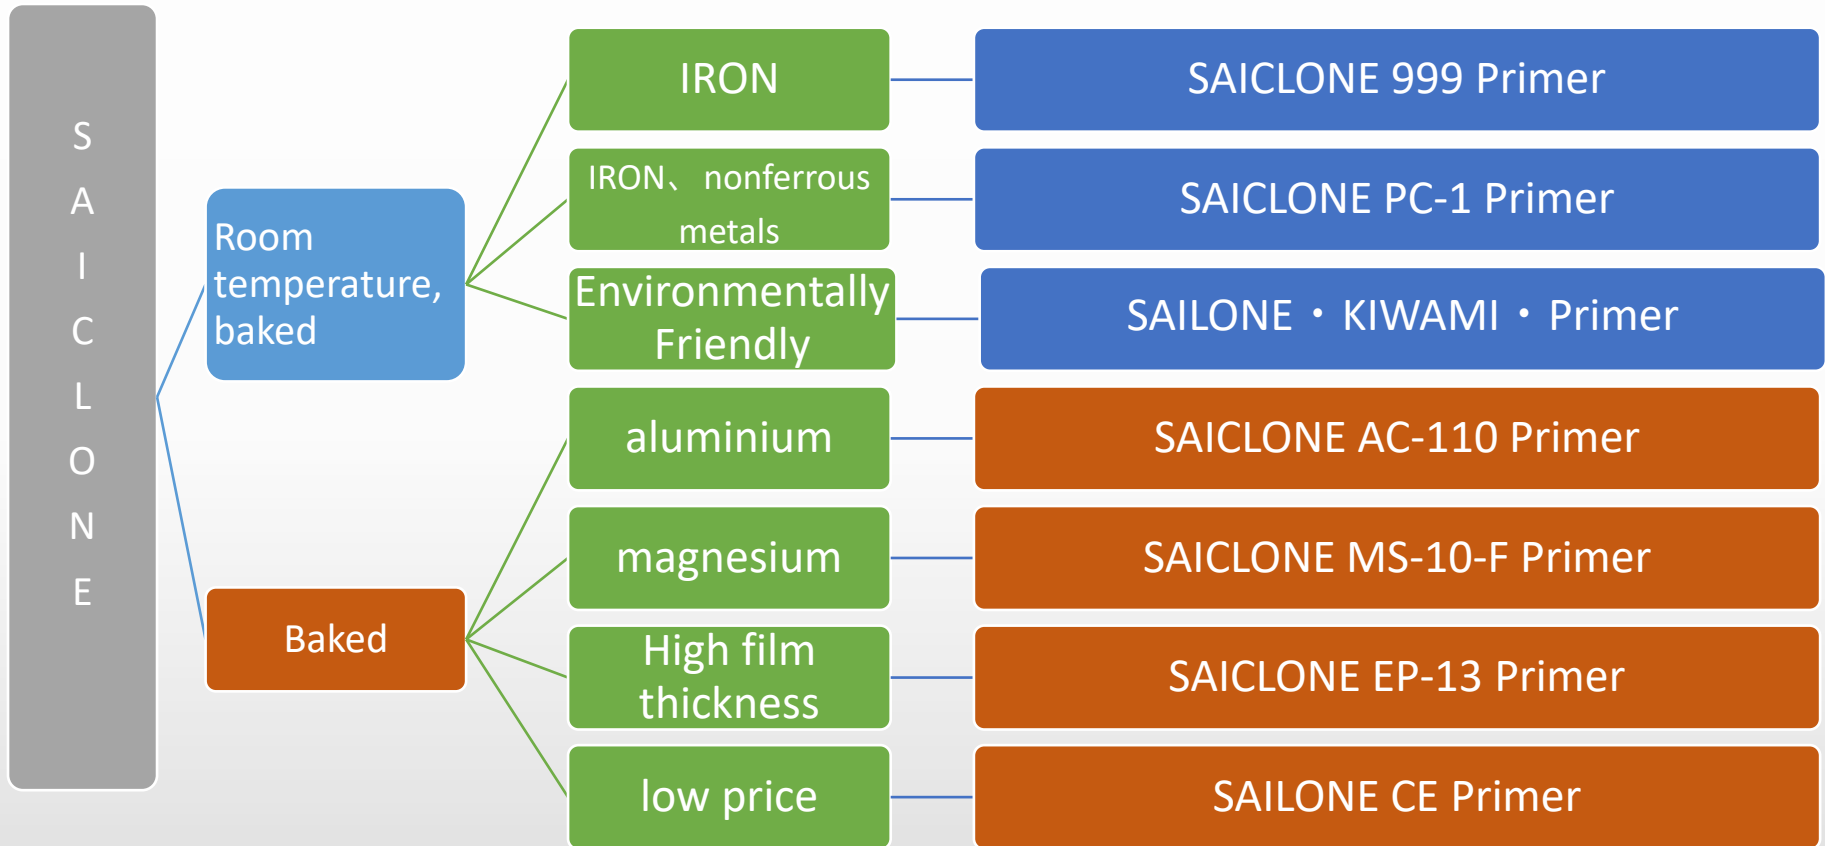 SAICLONE
Room
temperature,
baked
Baked
IRON
SAICLONE 999 Primer
IRON、 nonferrous
metals
SAICLONE PC-1 Primer
Environmentally
Friendly
SAILONE・KIWAMI・Primer
aluminium
SAICLONE AC-110 Primer
magnesium
SAICLONE MS-10-F Primer
High film
thickness
SAICLONE EP-13 Primer
low price
SAILONE CE Primer